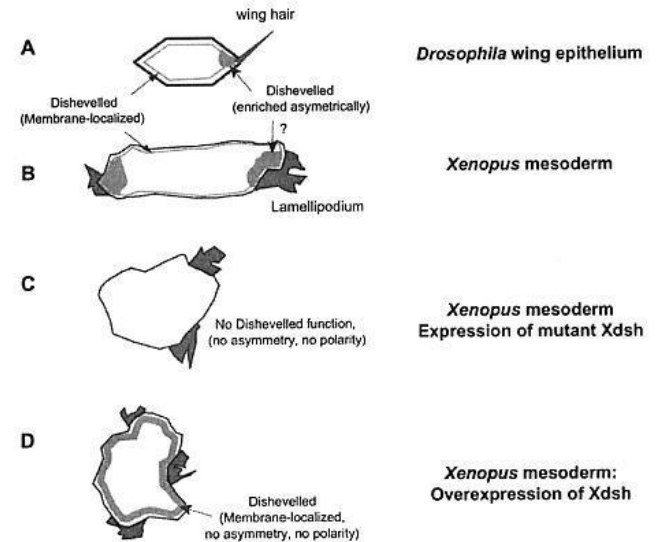 wing hair
A
Drosophila wing epithelium
Dishevelled
(Membrane-localized)
Dishevelled
(enriched asymetrically)
?
B
Xenopus mesoderm
Lamellipodium
C
No Dishevelled function,
(no asymmetry, no polarity)
Xenopus mesoderm
Expression of mutant Xdsh
D
Xenopus mesoderm:
Overexpression of Xdsh
Dishevelled
(Membrane-localized,
no asymmetry, no polarity)